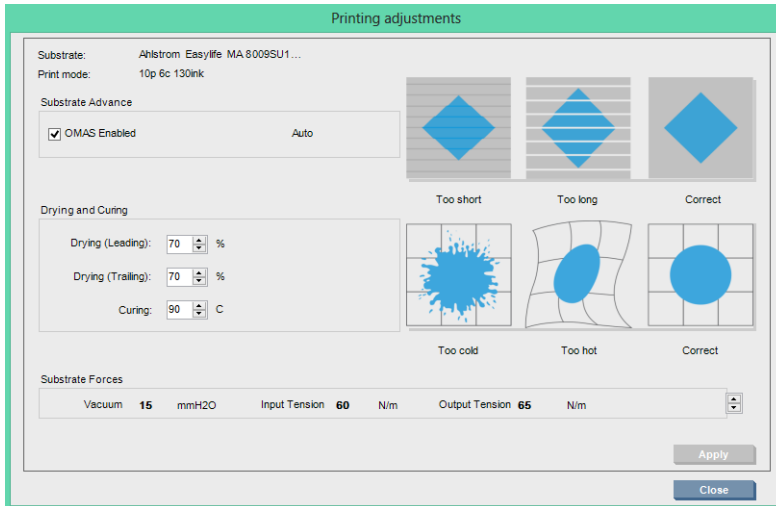 Printing adjustments
Substrate: Ahlstrom Easylife MA 8009SU1...
Print mode: 10p 6c 130ink
Substrate Advance
OMAS Enabled Auto
Too short Too long Correct
Drying and Curing
Drying (Leading): 70 %
Drying (Trailing): 70 %
Curing: 90 C
Too cold Too hot Correct
Substrate Forces
Vacuum 15 mmH2O Input Tension 60 N/m Output Tension 65 N/m
Apply
Close